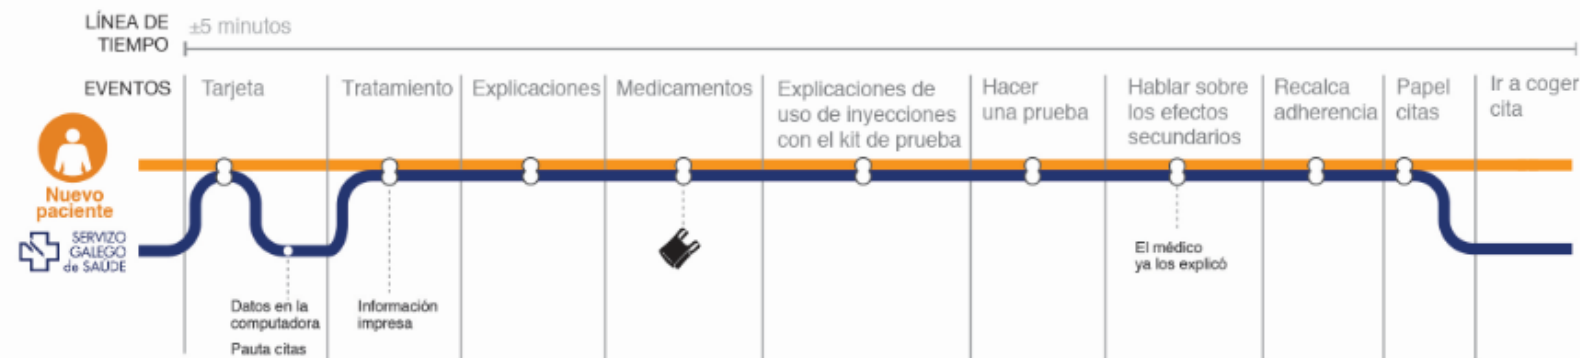 LÍNEA DE
TIEMPO
±5 minutos
EVENTOS
Tarjeta
Tratamiento
Explicaciones
Medicamentos
Explicaciones de
uso de inyecciones
con el kit de prueba
Hacer
una prueba
Hablar sobre
los efectos
secundarios
Recalca
adherencia
Papel
citas
Ir a coger
cita
Nuevo
paciente
SERVIZO
GALEGO
de SAÚDE
Datos en la
computadora
Pauta citas
Información
impresa
El médico
ya los explicó